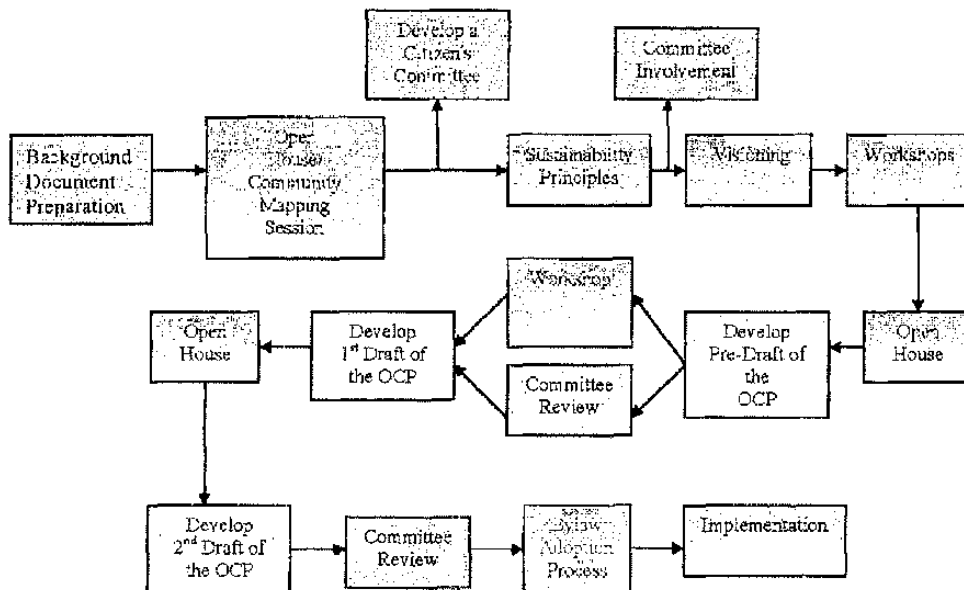 Develop a
Citizen's
Committee
Committee
Involvement
Background
Document
Preparation
Open
House/
Community
Mapping
Session
Sustainability
Principles
Visioning
Workshops
Workshop
Open
House
Develop
1st Draft of
the OCP
Committee
Review
Develop
Pre-Draft of
the
OCP
Open
House
Develop
2nd Draft of
the OCP
Committee
Review
Bylaw
Adoption
Process
Implementation